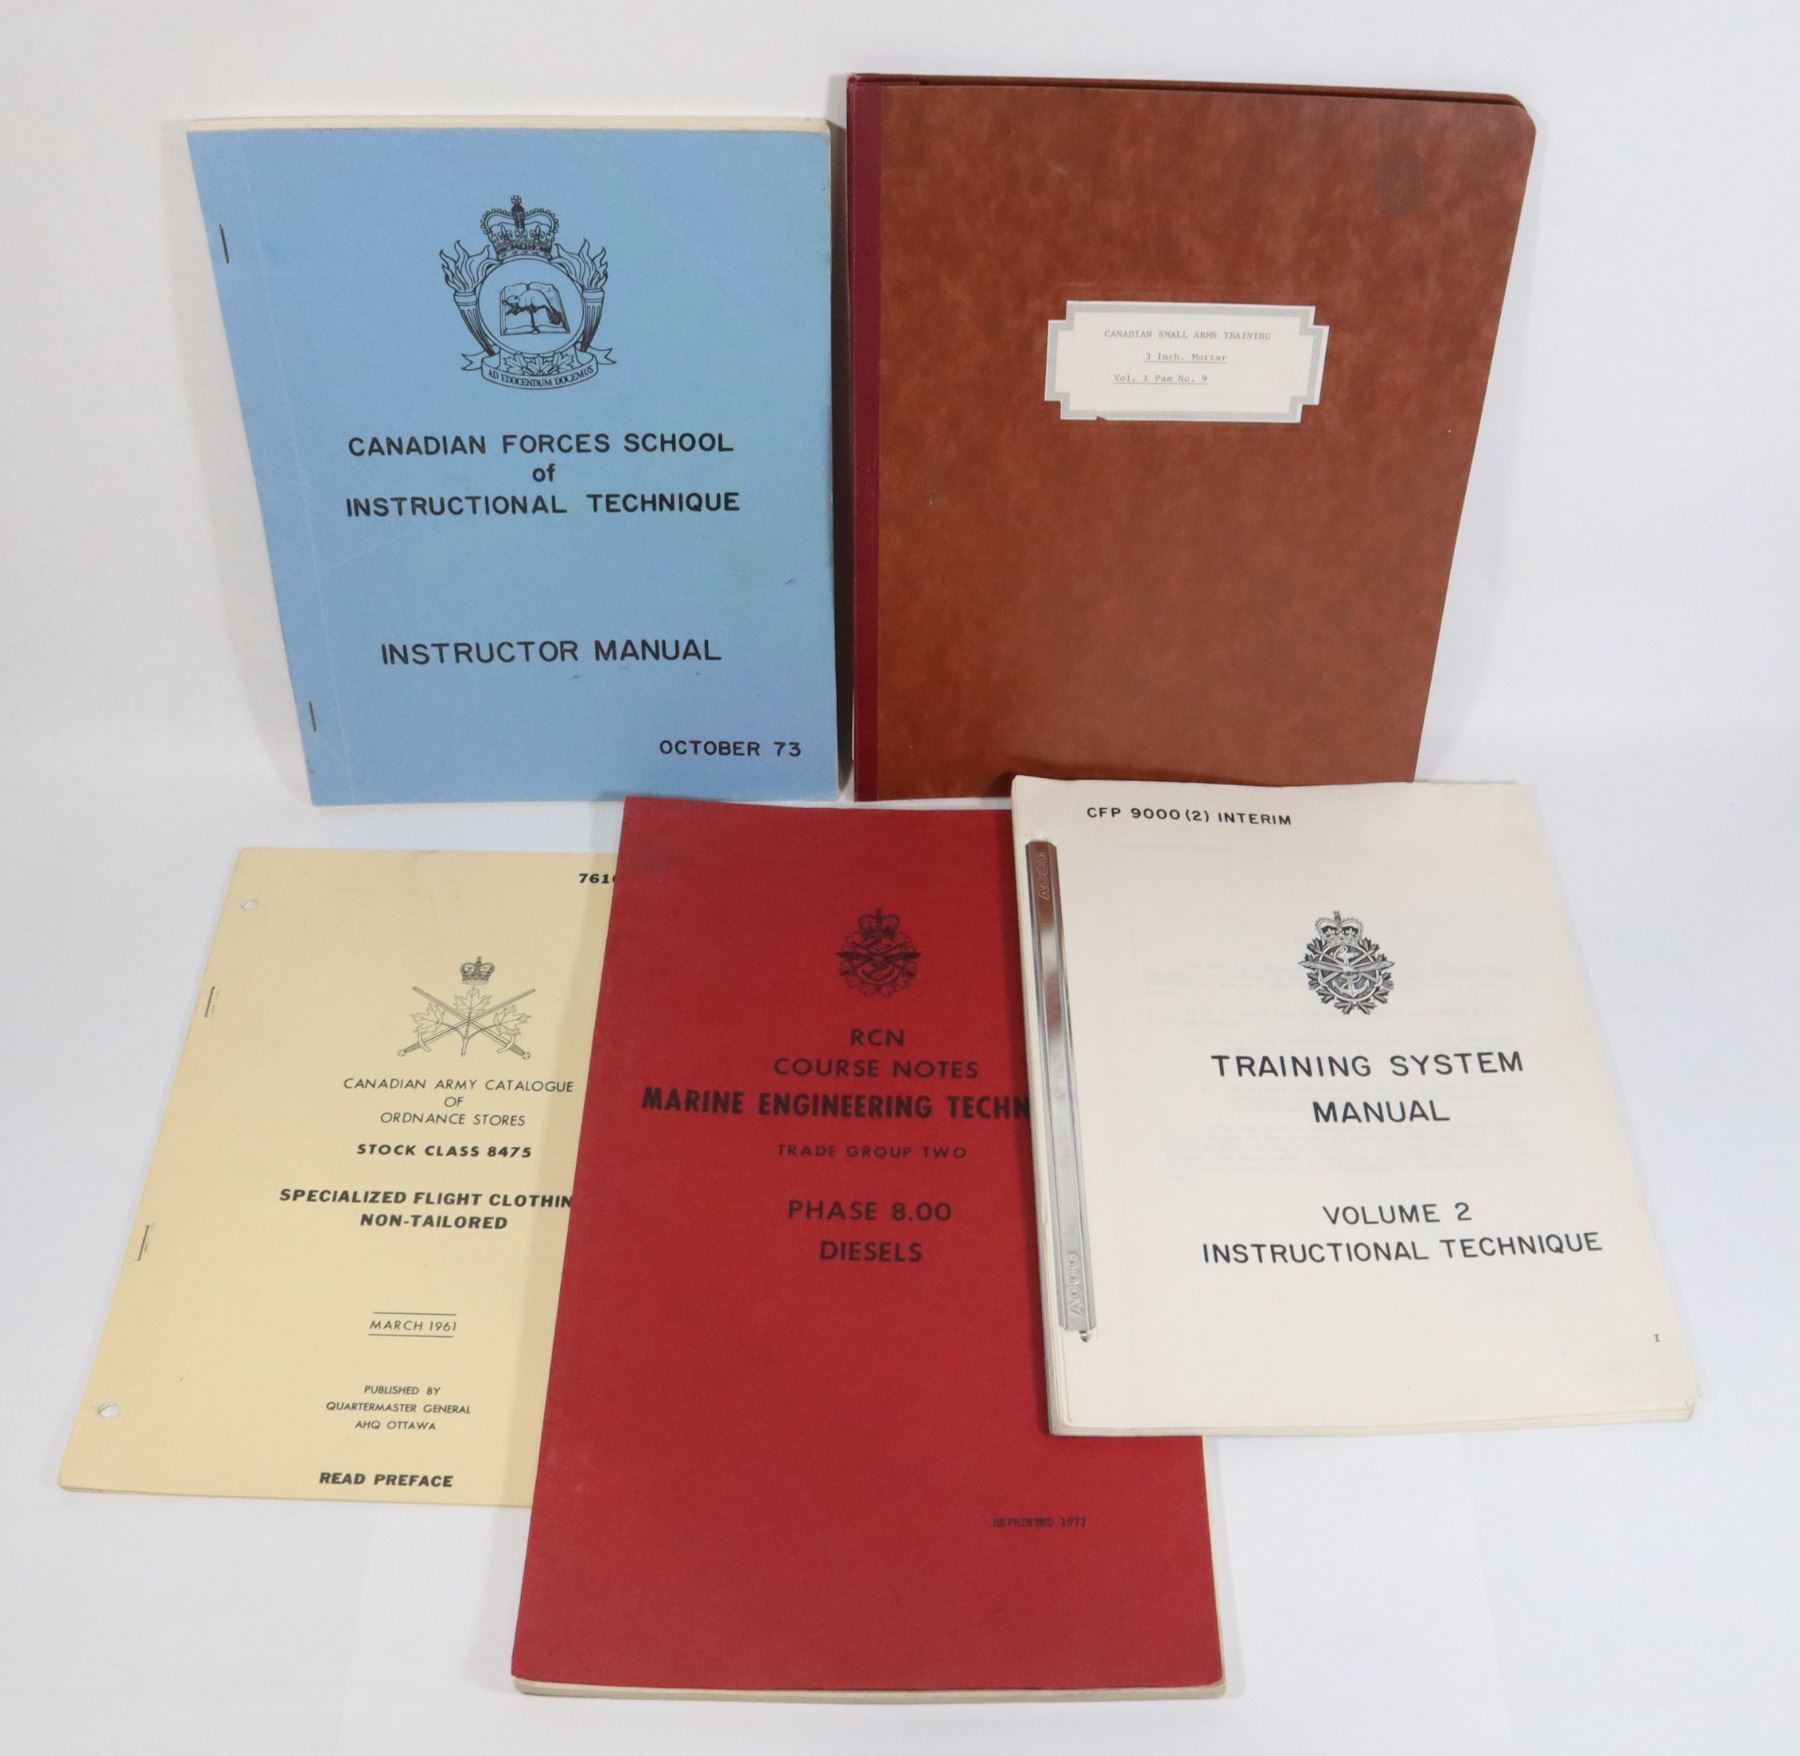 AD EDOCENDUM DOCEMUS
CANADIAN FORCES SCHOOL
of
INSTRUCTIONAL TECHNIQUE
INSTRUCTOR MANUAL
OCTOBER 73
CANADIAN SMALL ARMS TRAINING
3 Inch. Mortar
Vol. 1 Pam No. 9
CANADIAN ARMY CATALOGUE
OF
ORDNANCE STORES
STOCK CLASS 8475
SPECIALIZED FLIGHT CLOTHIN
NON-TAILORED
MARCH 1961
PUBLISHED BY
QUARTERMASTER GENERAL
AHQ OTTAWA
READ PREFACE
RCN
COURSE NOTES
MARINE ENGINEERING TECHN
TRADE GROUP TWO
PHASE 8.00
DIESELS
REPRINTED 1977
CFP 9000 (2) INTERIM
ACCO
TRAINING SYSTEM
MANUAL
VOLUME 2
INSTRUCTIONAL TECHNIQUE
I
ACCO